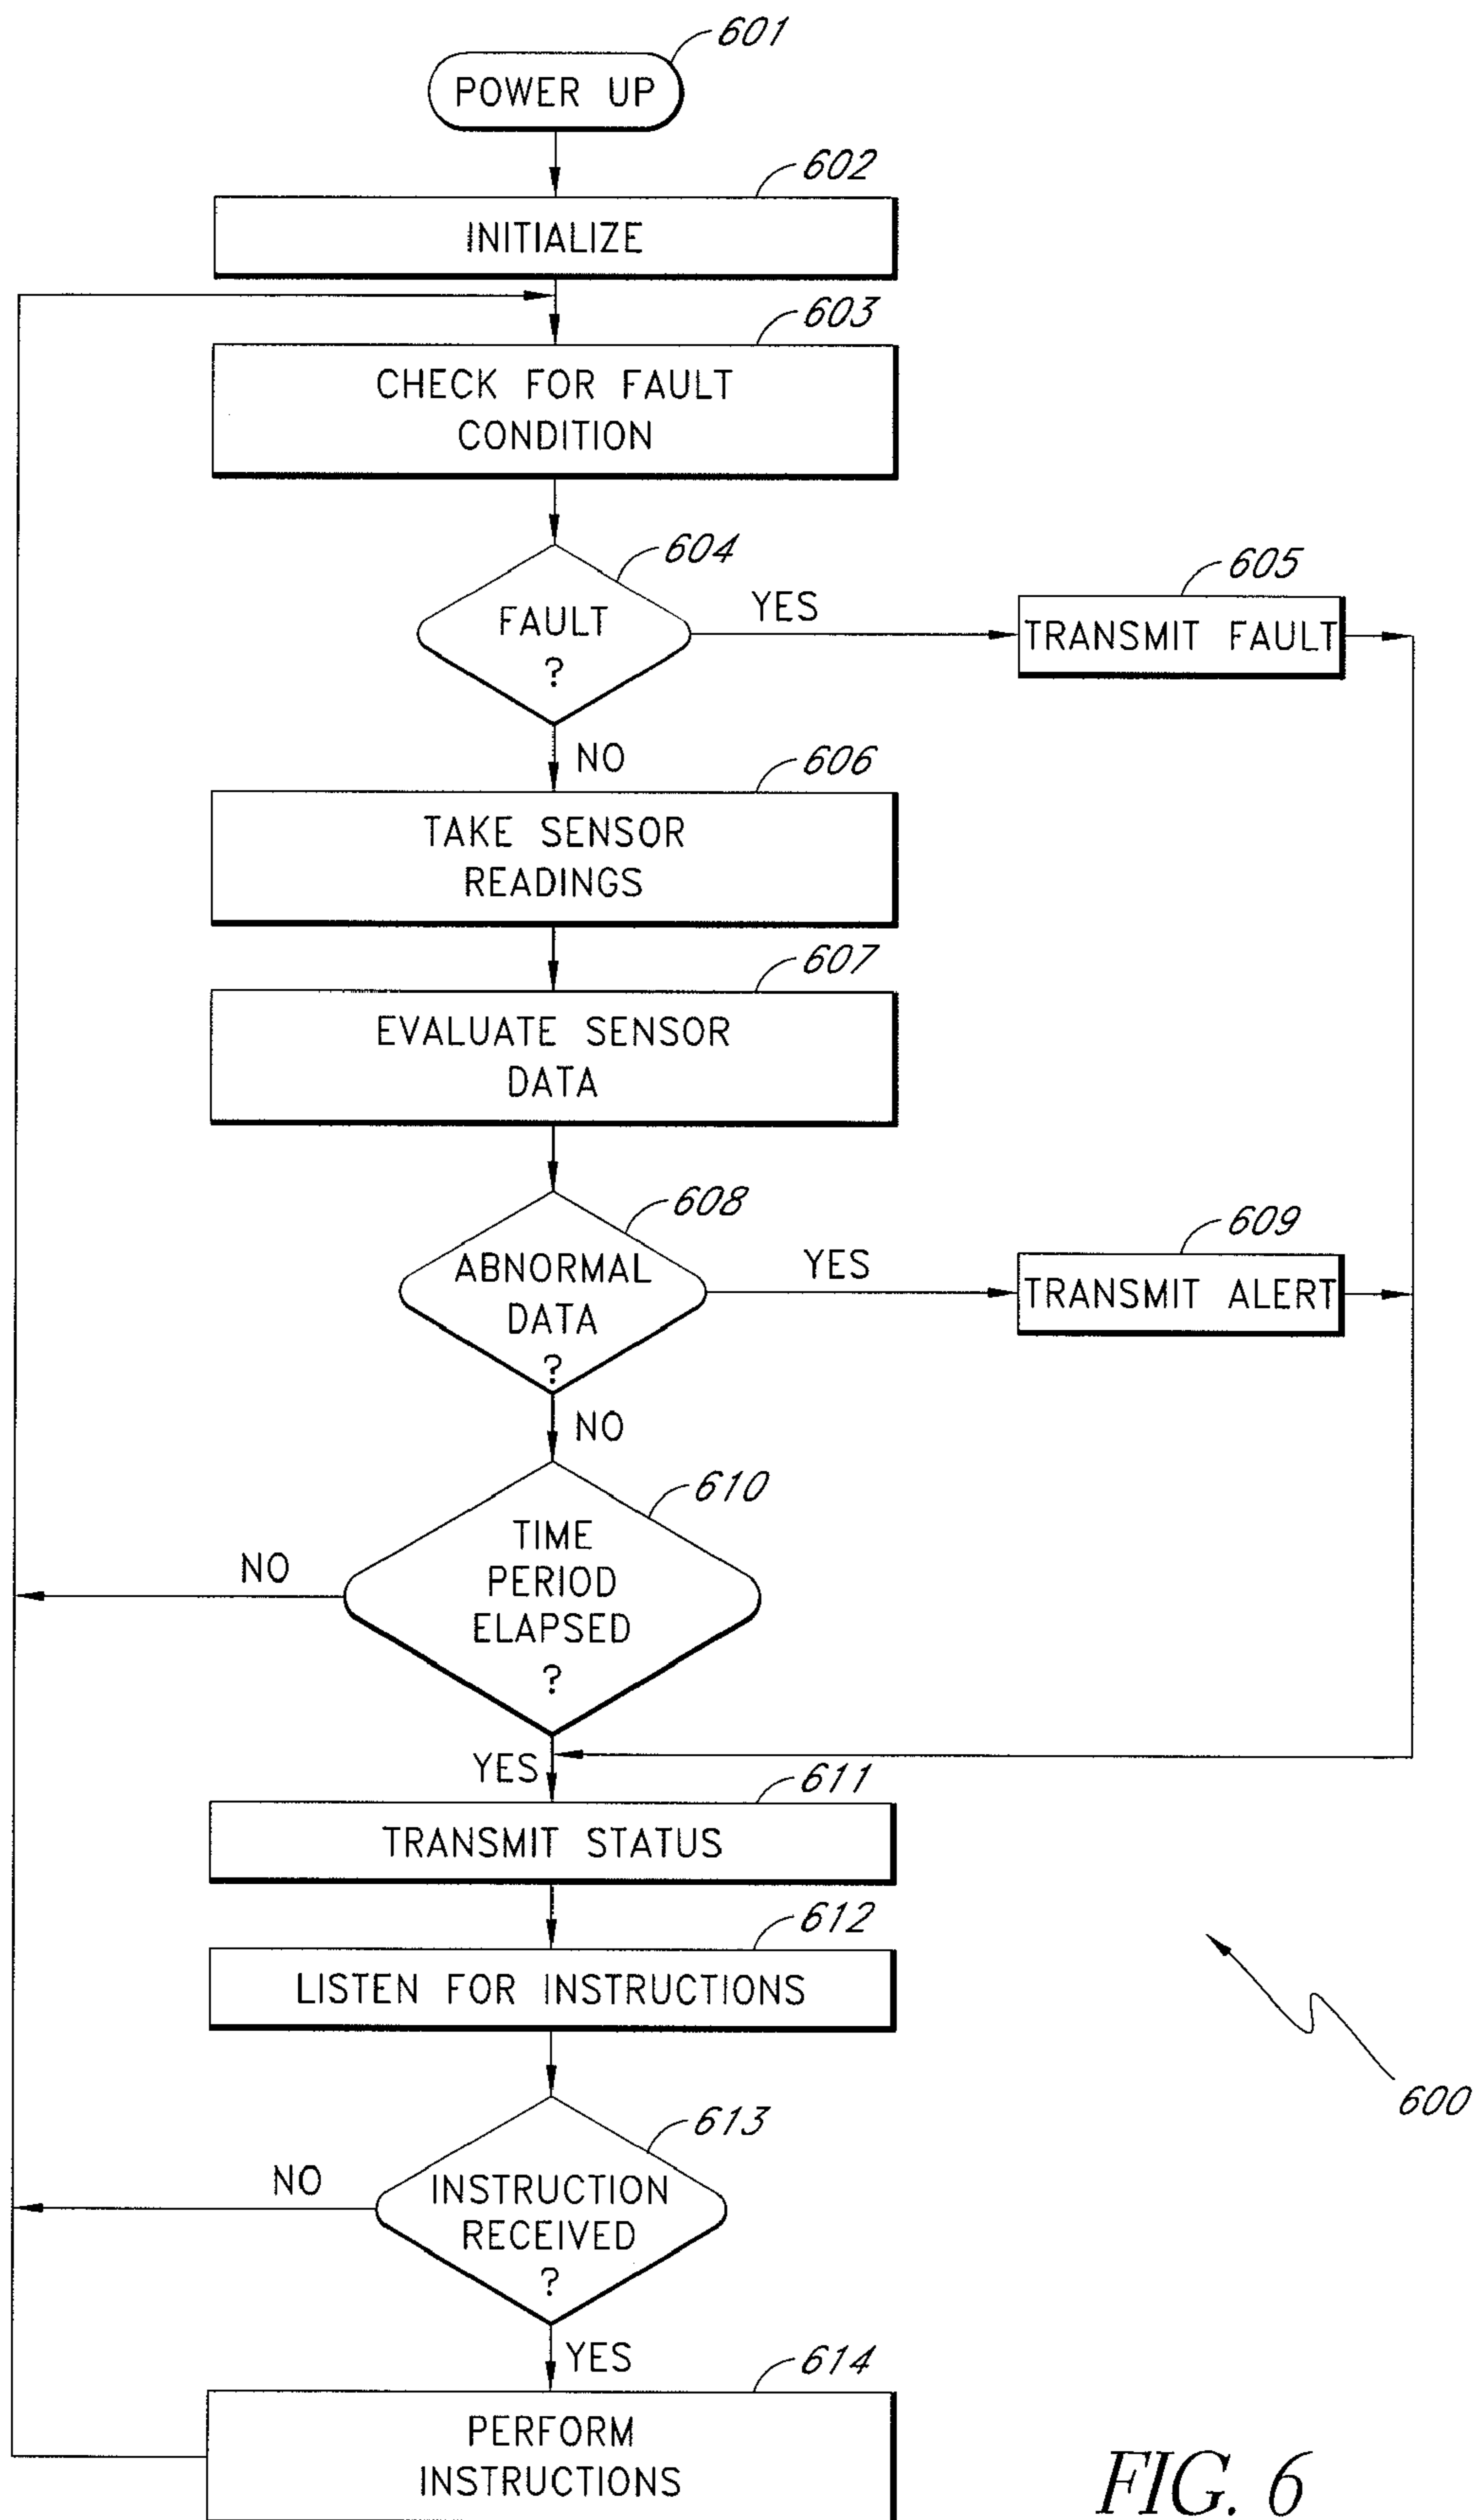 601
POWER UP
602
INITIALIZE
603
CHECK FOR FAULT
CONDITION
604
FAULT
?
YES
605
TRANSMIT FAULT
NO
606
TAKE SENSOR
READINGS
607
EVALUATE SENSOR
DATA
608
ABNORMAL
DATA
?
YES
609
TRANSMIT ALERT
NO
610
TIME
PERIOD
ELAPSED
?
NO
YES
611
TRANSMIT STATUS
612
LISTEN FOR INSTRUCTIONS
600
613
INSTRUCTION
RECEIVED
?
NO
YES
614
PERFORM
INSTRUCTIONS
FIG. 6